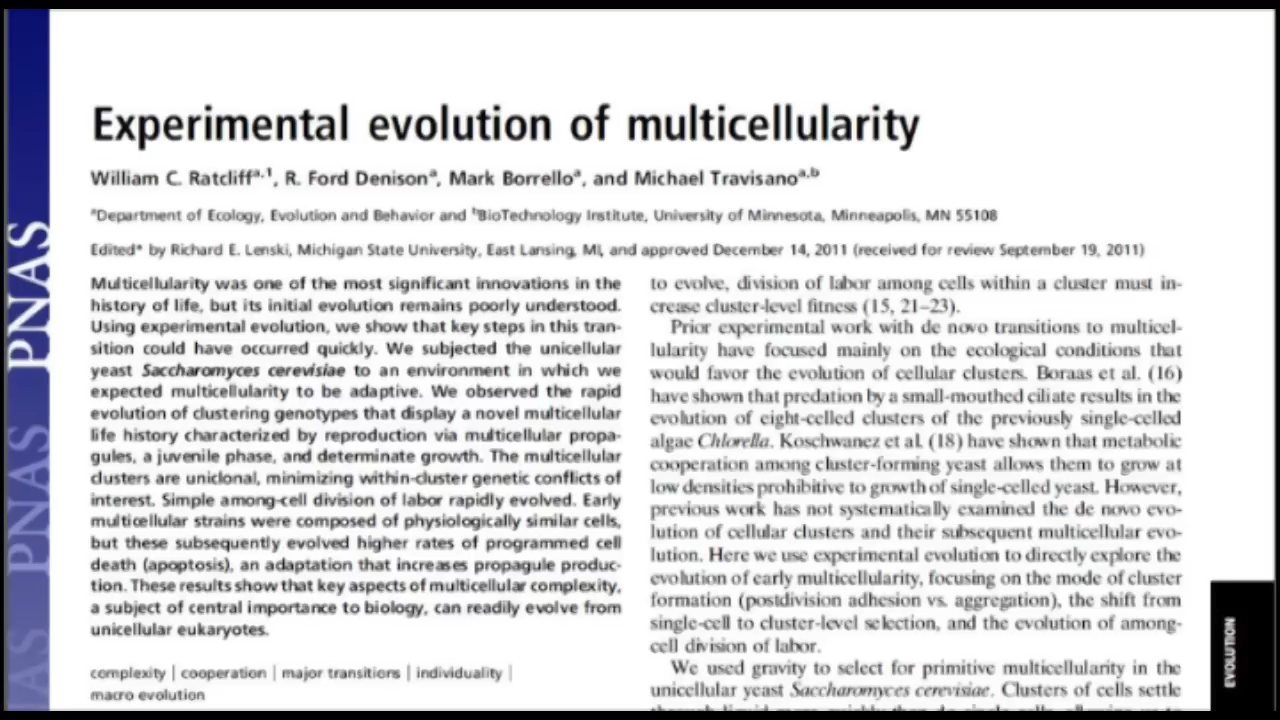 Experimental evolution of multicellularity
William C. Ratcliffa,1, R. Ford Denisona, Mark Borrelloa, and Michael Travisanoa,b
aDepartment of Ecology, Evolution and Behavior and bBioTechnology Institute, University of Minnesota, Minneapolis, MN 55108
Edited* by Richard E. Lenski, Michigan State University, East Lansing, MI, and approved December 14, 2011 (received for review September 19, 2011)
Multicellularity was one of the most significant innovations in the
history of life, but its initial evolution remains poorly understood.
Using experimental evolution, we show that key steps in this tran-
sition could have occurred quickly. We subjected the unicellular
yeast Saccharomyces cerevisiae to an environment in which we
expected multicellularity to be adaptive. We observed the rapid
evolution of clustering genotypes that display a novel multicellular
life history characterized by reproduction via multicellular propa-
gules, a juvenile phase, and determinate growth. The multicellular
clusters are uniclonal, minimizing within-cluster genetic conflicts of
interest. Simple among-cell division of labor rapidly evolved. Early
multicellular strains were composed of physiologically similar cells,
but these subsequently evolved higher rates of programmed cell
death (apoptosis), an adaptation that increases propagule produc-
tion. These results show that key aspects of multicellular complexity,
a subject of central importance to biology, can readily evolve from
unicellular eukaryotes.
complexity | cooperation | major transitions | individuality |
macro evolution
to evolve, division of labor among cells within a cluster must in-
crease cluster-level fitness (15, 21–23).
Prior experimental work with de novo transitions to multicel-
lularity have focused mainly on the ecological conditions that
would favor the evolution of cellular clusters. Boraas et al. (16)
have shown that predation by a small-mouthed ciliate results in the
evolution of eight-celled clusters of the previously single-celled
algae Chlorella. Koschwanez et al. (18) have shown that metabolic
cooperation among cluster-forming yeast allows them to grow at
low densities prohibitive to growth of single-celled yeast. However,
previous work has not systematically examined the de novo evo-
lution of cellular clusters and their subsequent multicellular evo-
lution. Here we use experimental evolution to directly explore the
evolution of early multicellularity, focusing on the mode of cluster
formation (postdivision adhesion vs. aggregation), the shift from
single-cell to cluster-level selection, and the evolution of among-
cell division of labor.
We used gravity to select for primitive multicellularity in the
unicellular yeast Saccharomyces cerevisiae. Clusters of cells settle
PNAS
PNAS
EVOLUTION